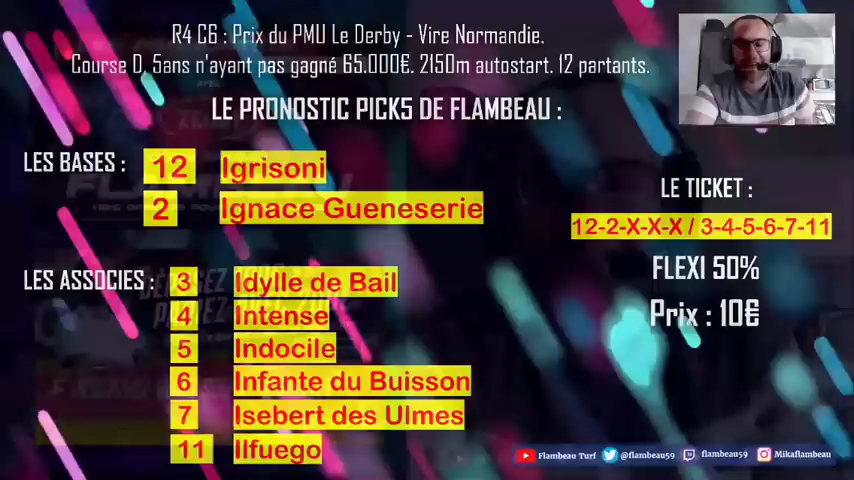 R4 C6 : Prix du PMU Le Derby - Vire Normandie.
Course D, 5ans n'ayant pas gagné 65.000€. 2150m autostart. 12 partants.
LE PRONOSTIC PICK5 DE FLAMBEAU :
LES BASES :
12 Igrisoni
2 Ignace Gueneserie
LES ASSOCIES :
3 Idylle de Bail
4 Intense
5 Indocile
6 Infante du Buisson
7 Isebert des Ulmes
11 Ilfuego
LE TICKET :
12-2-X-X-X / 3-4-5-6-7-11
FLEXI 50%
Prix : 10€
Flambeau Turf @flambeau59 flambeau59 Mikaflambeau